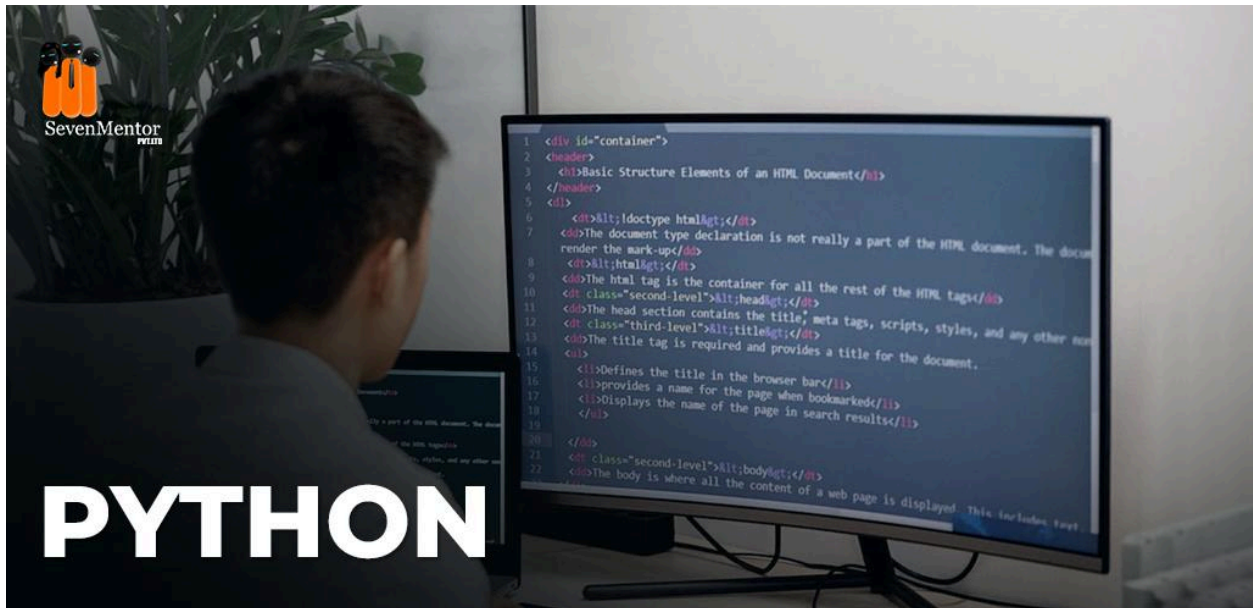 SevenMentor
PVT.LTD
1 <div id="container">
2 <header>
3 <h1>Basic Structure Elements of an HTML Document</h1>
4 </header>
5 <dl>
6 <dt>&lt;!doctype html&gt;</dt>
7 <dd>The document type declaration is not really a part of the HTML document. The docum
render the mark-up</dd>
8 <dt>&lt;html&gt;</dt>
9 <dd>The html tag is the container for all the rest of the HTML tags</dd>
10 <dt class="second-level">&lt;head&gt;</dt>
11 <dd>The head section contains the title, meta tags, scripts, styles, and any other non
12 <dt class="third-level">&lt;title&gt;</dt>
13 <dd>The title tag is required and provides a title for the document.
14 <ul>
15 <li>Defines the title in the browser bar</li>
16 <li>provides a name for the page when bookmarked</li>
17 <li>Displays the name of the page in search results</li>
18 </ul>
19
20 </dd>
21 <dt class="second-level">&lt;body&gt;</dt>
22 <dd>The body is where all the content of a web page is displayed. This includes text,
PYTHON